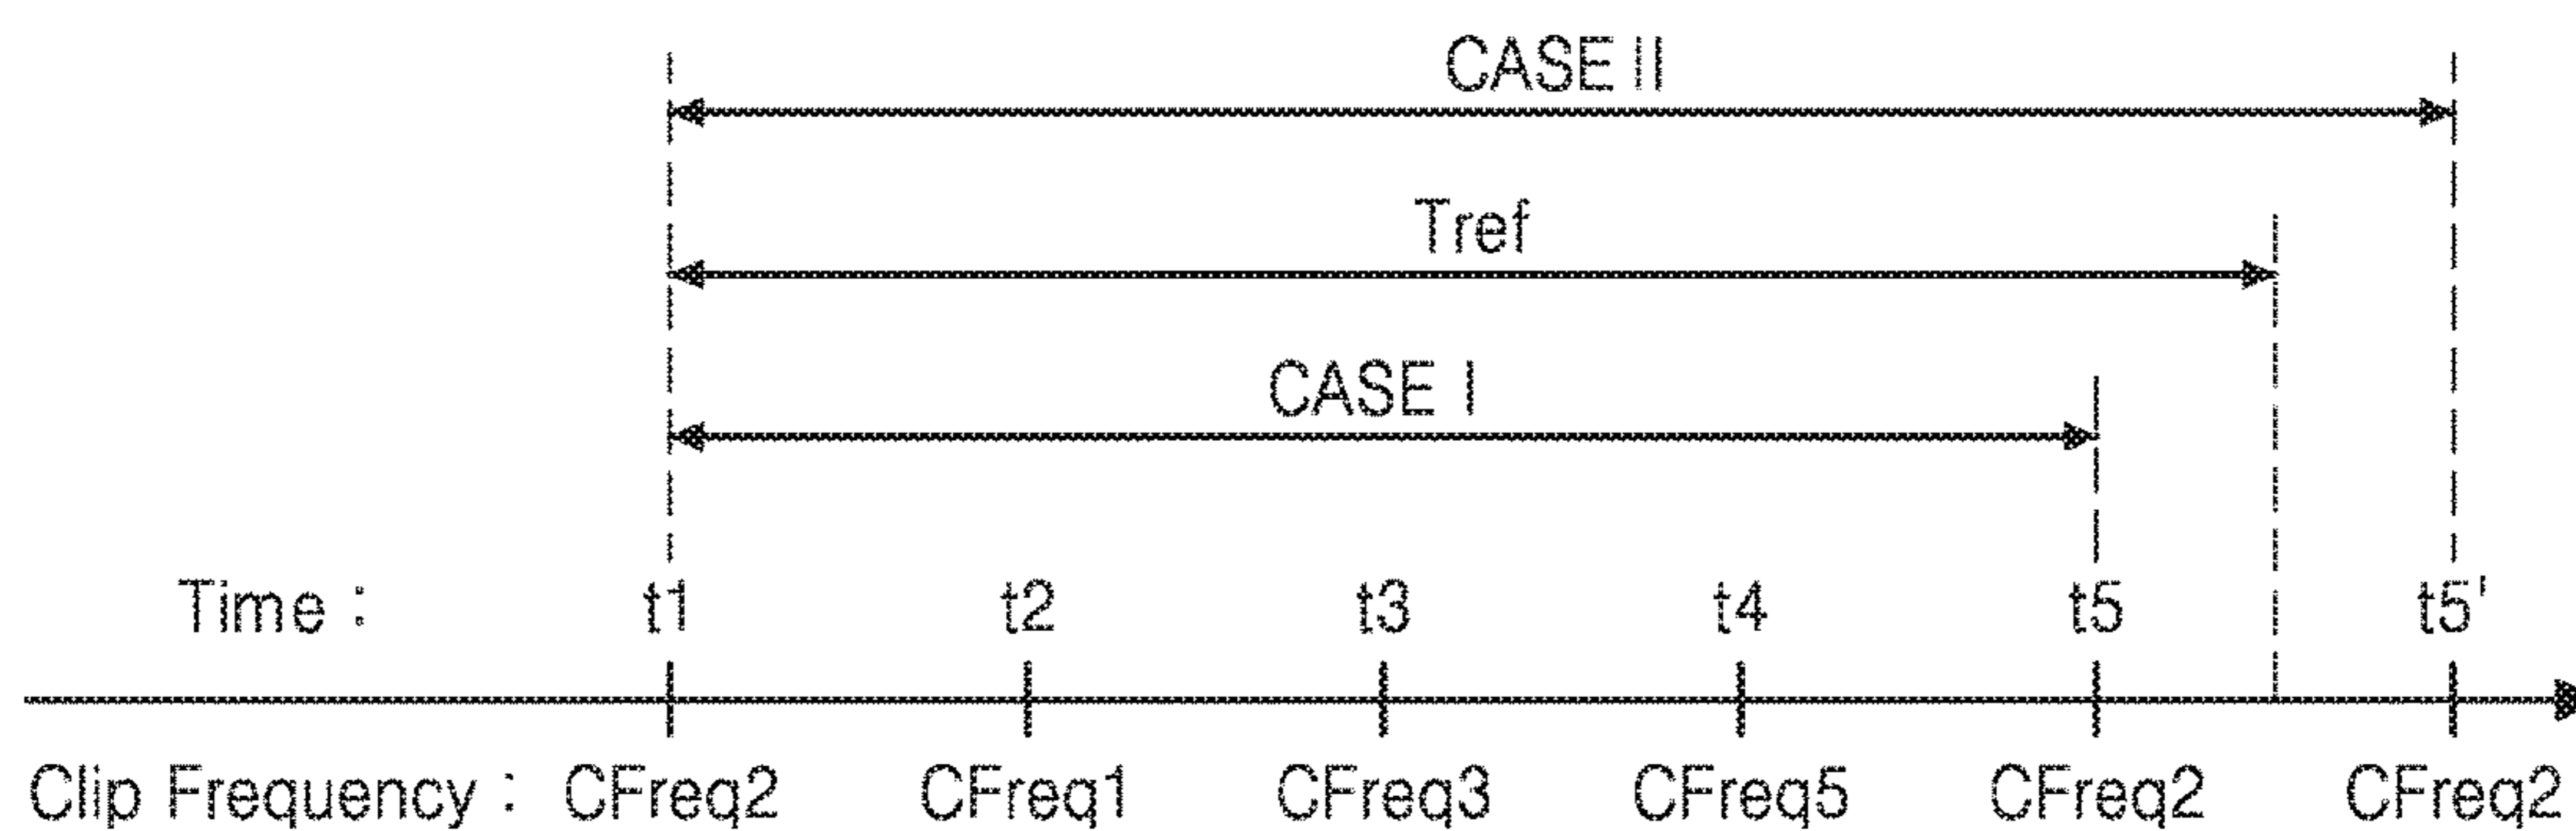 CASE II
Tref
CASE I
Time : t1 t2 t3 t4 t5 t5'
Clip Frequency : CFreq2 CFreq1 CFreq3 CFreq5 CFreq2 CFreq2